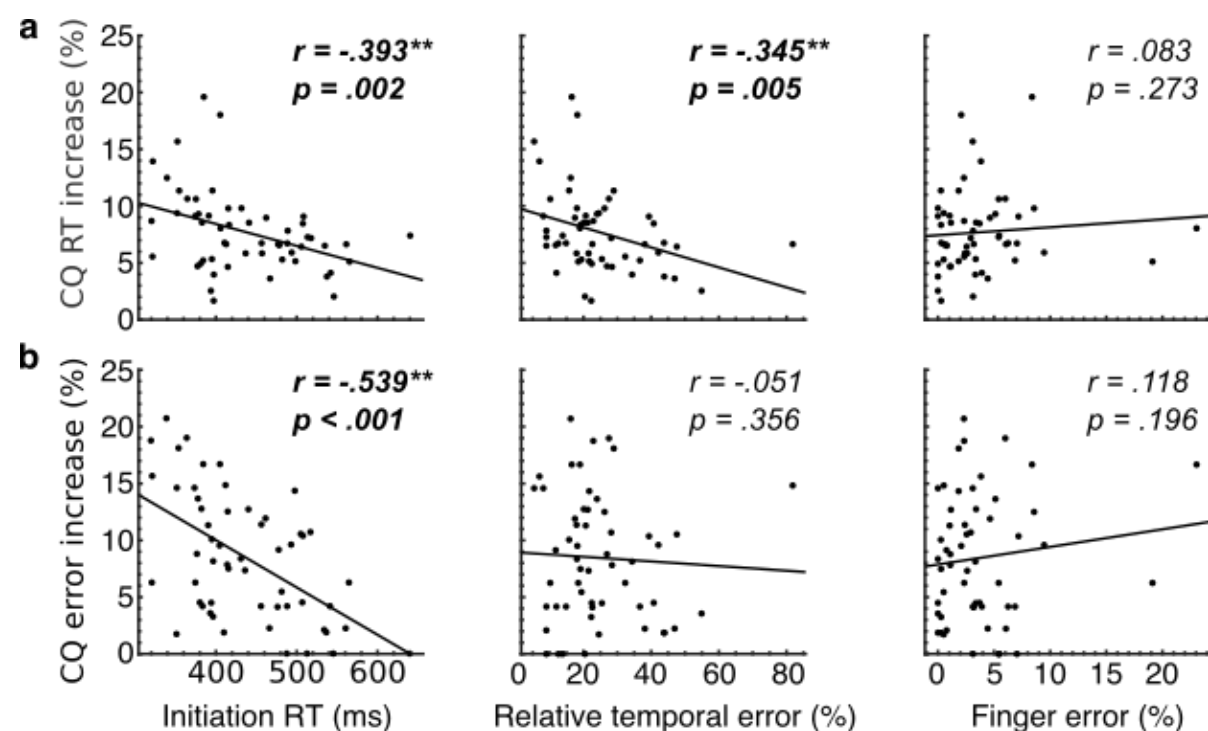 a
CQ RT increase (%)
25
20
15
10
5
0
r = -.393**
p = .002
r = -.345**
p = .005
r = .083
p = .273
b
CQ error increase (%)
25
20
15
10
5
0
r = -.539**
p < .001
r = -.051
p = .356
r = .118
p = .196
400 500 600
0 20 40 60 80
0 5 10 15 20
Initiation RT (ms)
Relative temporal error (%)
Finger error (%)